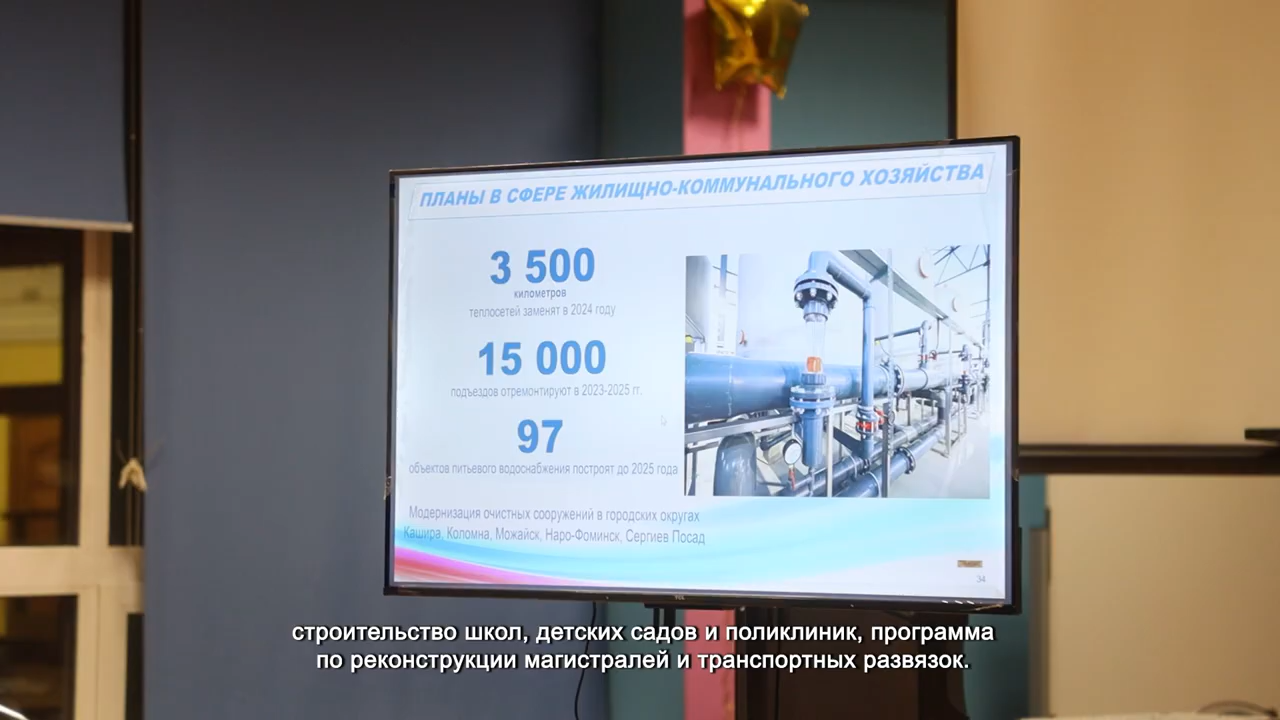 ПЛАНЫ В СФЕРЕ ЖИЛИЩНО-КОММУНАЛЬНОГО ХОЗЯЙСТВА
3 500
километров
теплосетей заменят в 2024 году
15 000
подъездов отремонтируют в 2023-2025 гг.
97
объектов питьевого водоснабжения построят до 2025 года
Модернизация очистных сооружений в городских округах
Кашира, Коломна, Можайск, Наро-Фоминск, Сергиев Посад
34
TCL
строительство школ, детских садов и поликлиник, программа
по реконструкции магистралей и транспортных развязок.